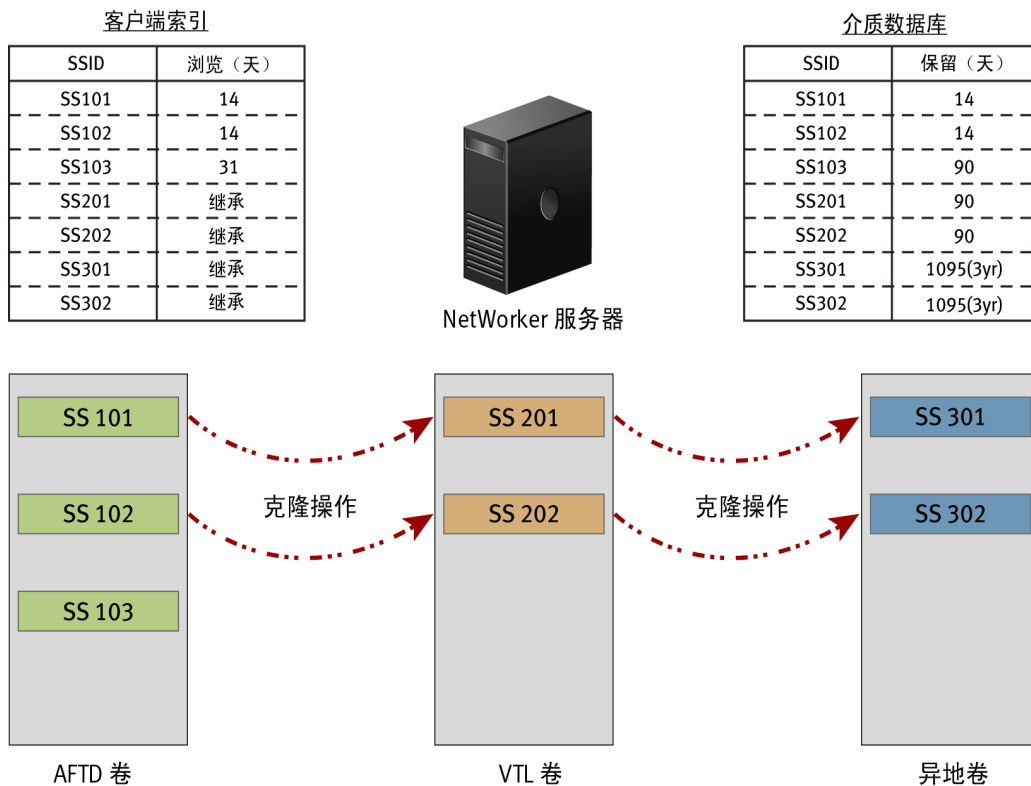 客户端索引
SSID 浏览（天）
SS101 14
SS102 14
SS103 31
SS201 继承
SS202 继承
SS301 继承
SS302 继承
介质数据库
SSID 保留（天）
SS101 14
SS102 14
SS103 90
SS201 90
SS202 90
SS301 1095(3yr)
SS302 1095(3yr)
NetWorker 服务器
SS 101
SS 201
SS 301
克隆操作
克隆操作
SS 102
SS 202
SS 302
SS 103
AFTD 卷
VTL 卷
异地卷